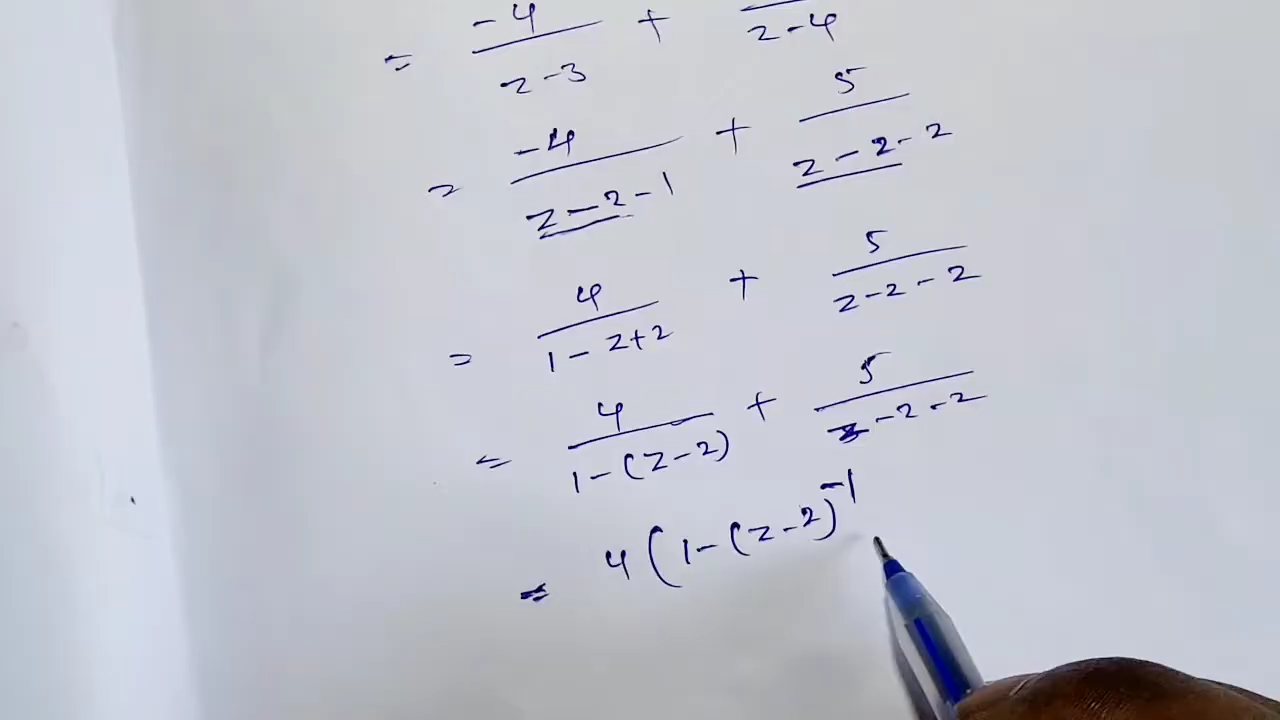 = -4/(z-3) + /(z-4)
= -4/(z-2-1) + 5/(z-2-2)
= 4/(1-z+2) + 5/(z-2-2)
= 4/(1-(z-2)) + 5/(z-2-2)
= 4(1-(z-2)^-1